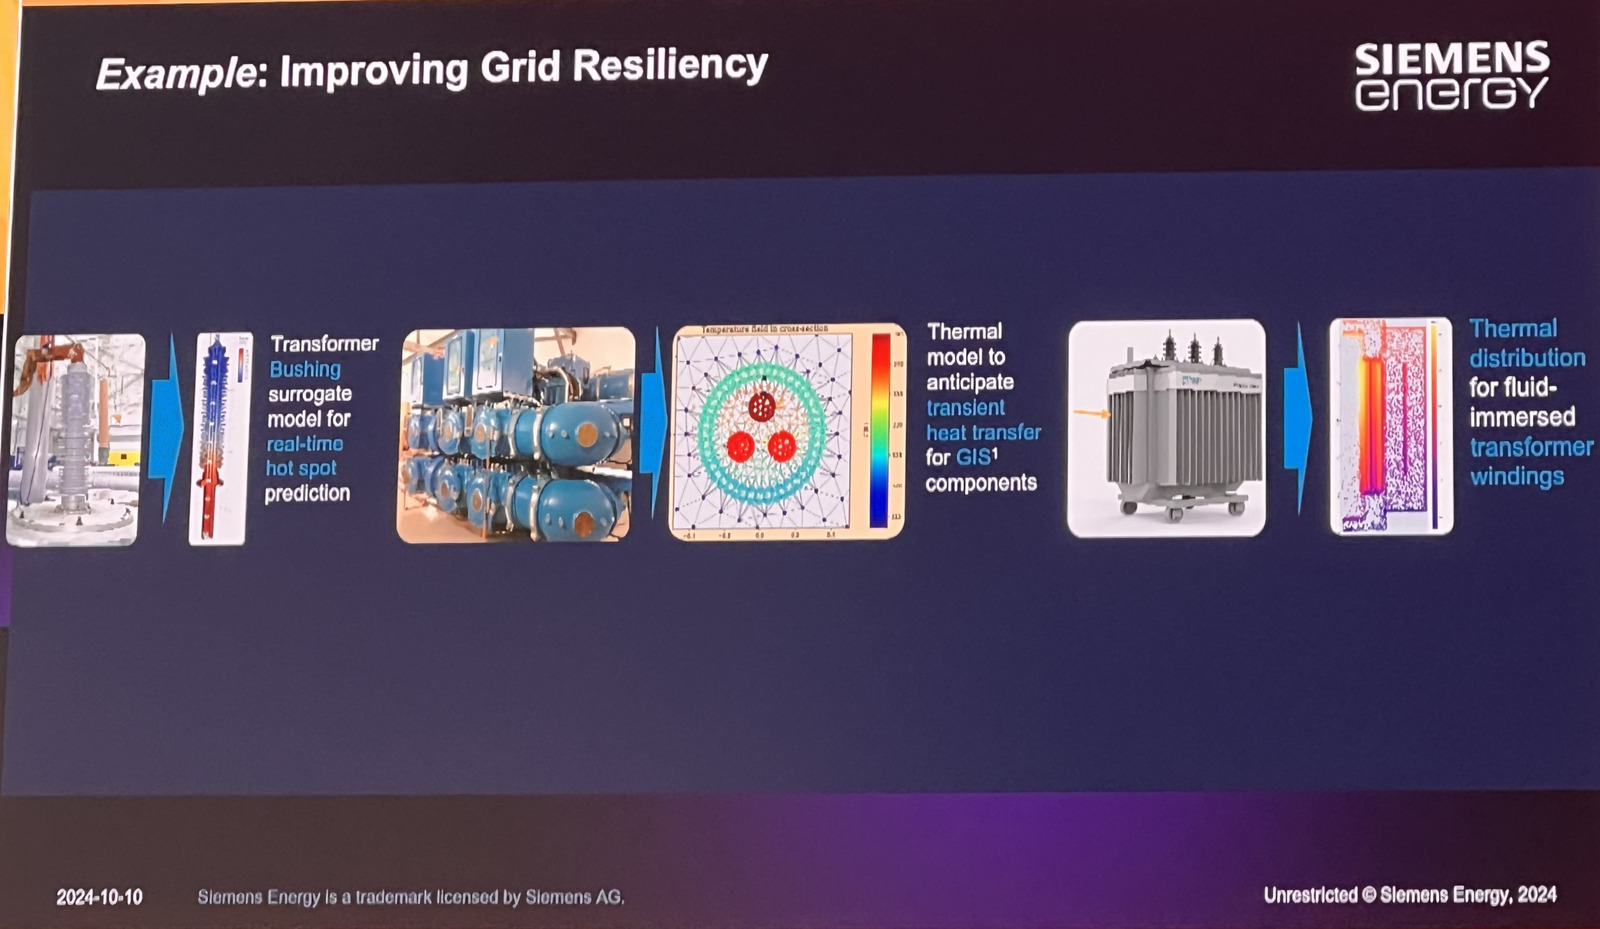 Example: Improving Grid Resiliency
SIEMENS
energy
Transformer
Bushing
surrogate
model for
real-time
hot spot
prediction
Temperature field in cross-section
Thermal
model to
anticipate
transient
heat transfer
for GIS¹
components
Thermal
distribution
for fluid-
immersed
transformer
windings
2024-10-10
Siemens Energy is a trademark licensed by Siemens AG.
Unrestricted © Siemens Energy, 2024